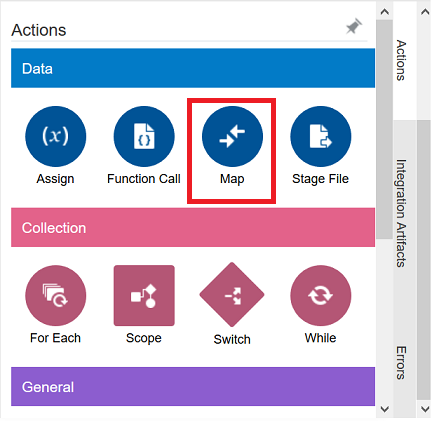 Actions
Data
(x)
{}
Assign
Function Call
Map
Stage File
Collection
For Each
Scope
Switch
While
General
Actions
Integration Artifacts
Errors